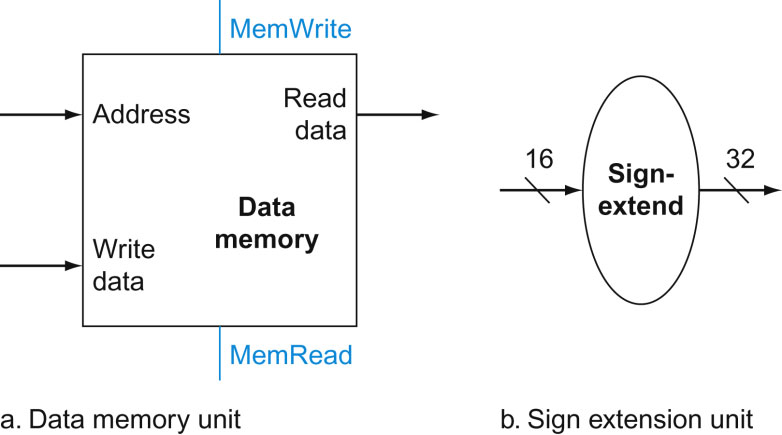 MemWrite
Address
Read
data
Data
memory
Write
data
MemRead
a. Data memory unit
16
Sign-
extend
32
b. Sign extension unit